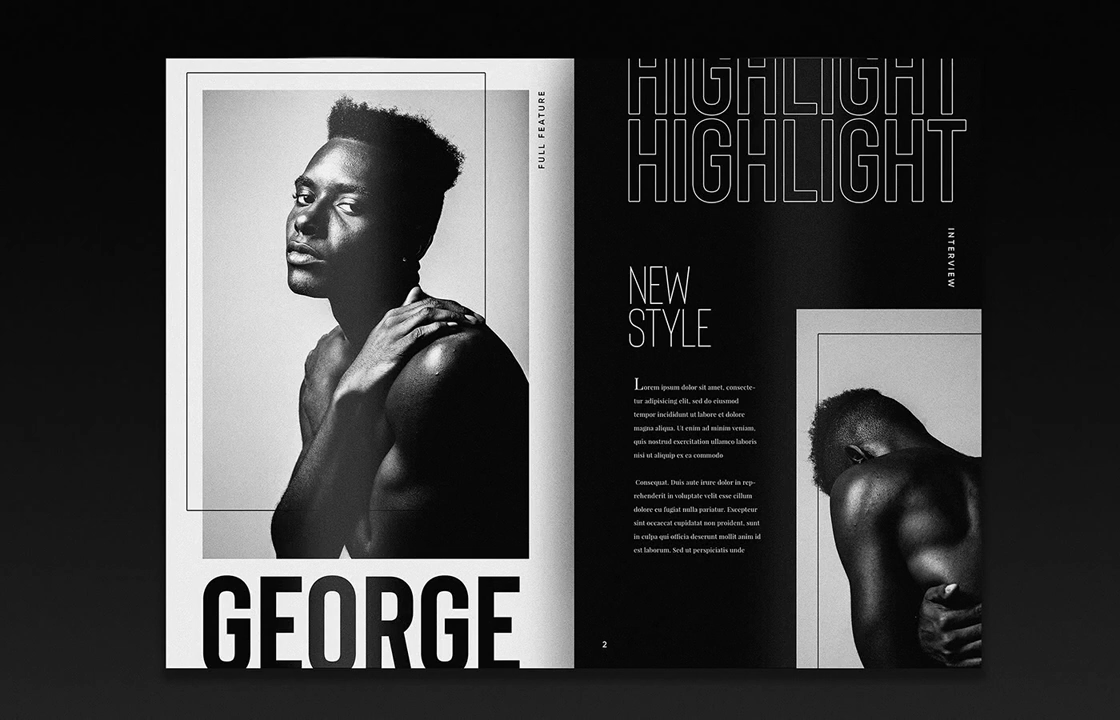 FULL FEATURE
GEORGE
HIGHLIGHT
HIGHLIGHT
INTERVIEW
NEW
STYLE
Lorem ipsum dolor sit amet, consecte-
tur adipisicing elit, sed do eiusmod
tempor incididunt ut labore et dolore
magna aliqua. Ut enim ad minim veniam,
quis nostrud exercitation ullamco laboris
nisi ut aliquip ex ea commodo
Consequat. Duis aute irure dolor in rep-
rehenderit in voluptate velit esse cillum
dolore eu fugiat nulla pariatur. Excepteur
sint occaecat cupidatat non proident, sunt
in culpa qui officia deserunt mollit anim id
est laborum. Sed ut perspiciatis unde
2